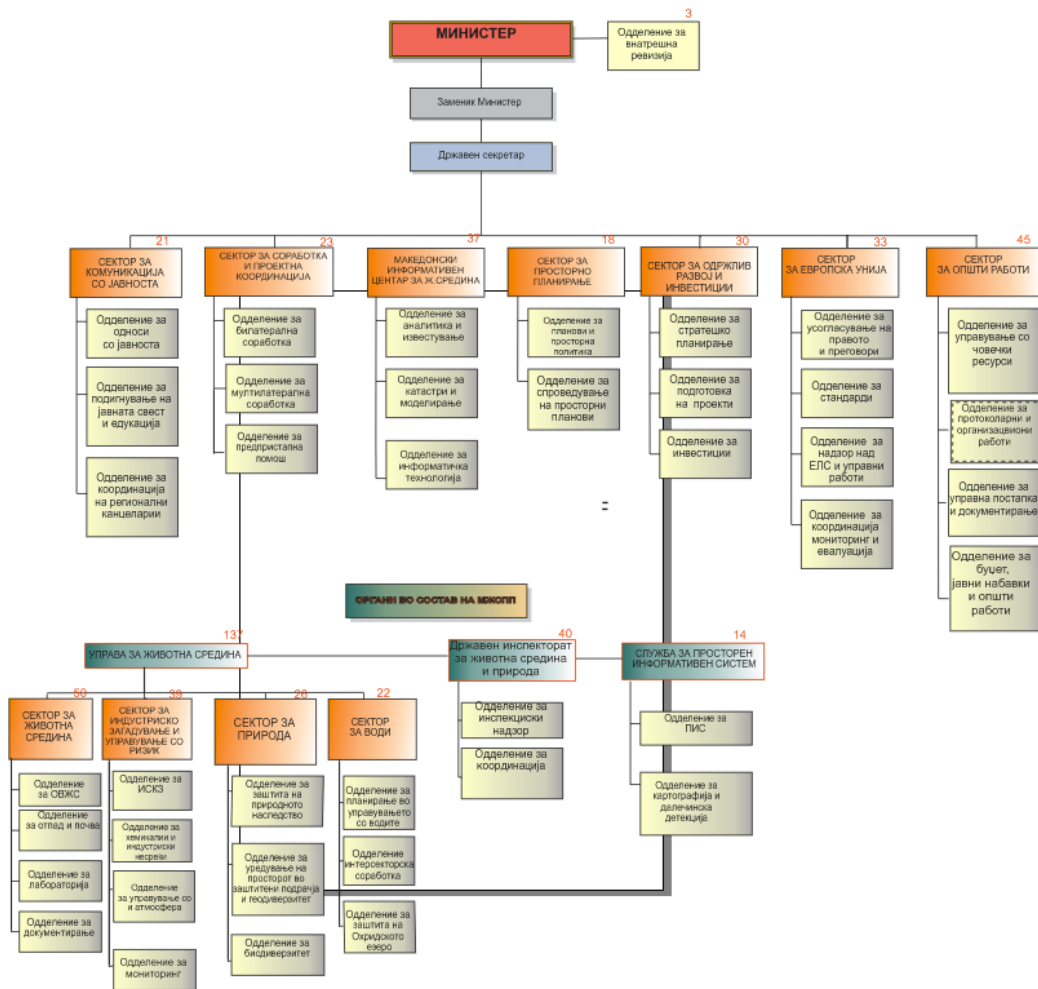 3
МИНИСТЕР
Одделение за
внатрешна
ревизија
Заменик Министер
Државен секретар
21
СЕКТОР ЗА
КОМУНИКАЦИЈА
СО ЈАВНОСТА
Одделение за
односи
со јавноста
Одделение за
подигнување на
јавната свест
и едукација
Одделение за
координација
на регионални
канцеларии
23
СЕКТОР ЗА СОРАБОТКА
И ПРОЕКТНА
КООРДИНАЦИЈА
Одделение за
билатерална
соработка
Одделение за
мултилатерална
соработка
Одделение за
предпристапна
помош
37
МАКЕДОНСКИ
ИНФОРМАТИВЕН
ЦЕНТАР ЗА Ж.СРЕДИНА
Одделение за
аналитика и
известување
Одделение за
катастри и
моделирање
Одделение за
информатичка
технологија
18
СЕКТОР ЗА
ПРОСТОРНО
ПЛАНИРАЊЕ
Одделение за
планови и
просторна
политика
Одделение за
спроведување
на просторни
планови
30
СЕКТОР ЗА ОДРЖЛИВ
РАЗВОЈ И
ИНВЕСТИЦИИ
Одделение за
стратешко
планирање
Одделение за
подготовка
на проекти
Одделение за
инвестиции
33
СЕКТОР
ЗА ЕВРОПСКА УНИЈА
Одделение за
усогласување на
правото
и преговори
Одделение за
стандарди
Одделение за
надзор над
ЕЛС и управни
работи
Одделение за
координација
мониторинг и
евалуација
45
СЕКТОР
ЗА ОПШТИ РАБОТИ
Одделение за
управување со
човечки
ресурси
Одделение за
протоколарни и
организациони
работи
Одделение за
управна постапка
и документирање
Одделение за
буџет,
јавни набавки
и општи
работи
=
ОРГАНИ ВО СОСТАВ НА МЖСПП
137
УПРАВА ЗА ЖИВОТНА СРЕДИНА
40
Државен инспекторат
за животна средина
и природа
14
СЛУЖБА ЗА ПРОСТОРЕН
ИНФОРМАТИВЕН СИСТЕМ
50
СЕКТОР ЗА
ЖИВОТНА
СРЕДИНА
Одделение
за ОВЖС
Одделение
за отпад и почва
Одделение за
лабораторија
Одделение за
документирање
39
СЕКТОР ЗА
ИНДУСТРИСКО
ЗАГАДУВАЊЕ И
УПРАВУВАЊЕ СО
РИЗИК
Одделение за
ИСКЗ
Одделение за
хемикалии и
индустриски
несреќи
Одделение
за управување со
и атмосфера
Одделение за
мониторинг
26
СЕКТОР ЗА
ПРИРОДА
Одделение за
заштита на
природното
наследство
Одделение за
уредување на
просторот во
заштитени подрачја
и геодиверзитет
Одделение за
биодиверзитет
22
СЕКТОР
ЗА ВОДИ
Одделение за
планирање во
управувањето
со водите
Одделение
интерсекторска
соработка
Одделение за
заштита на
Охридското
езеро
Одделение за
инспекциски
надзор
Одделение за
координација
Одделение за
ПИС
Одделение за
картографија и
далечинска
детекција